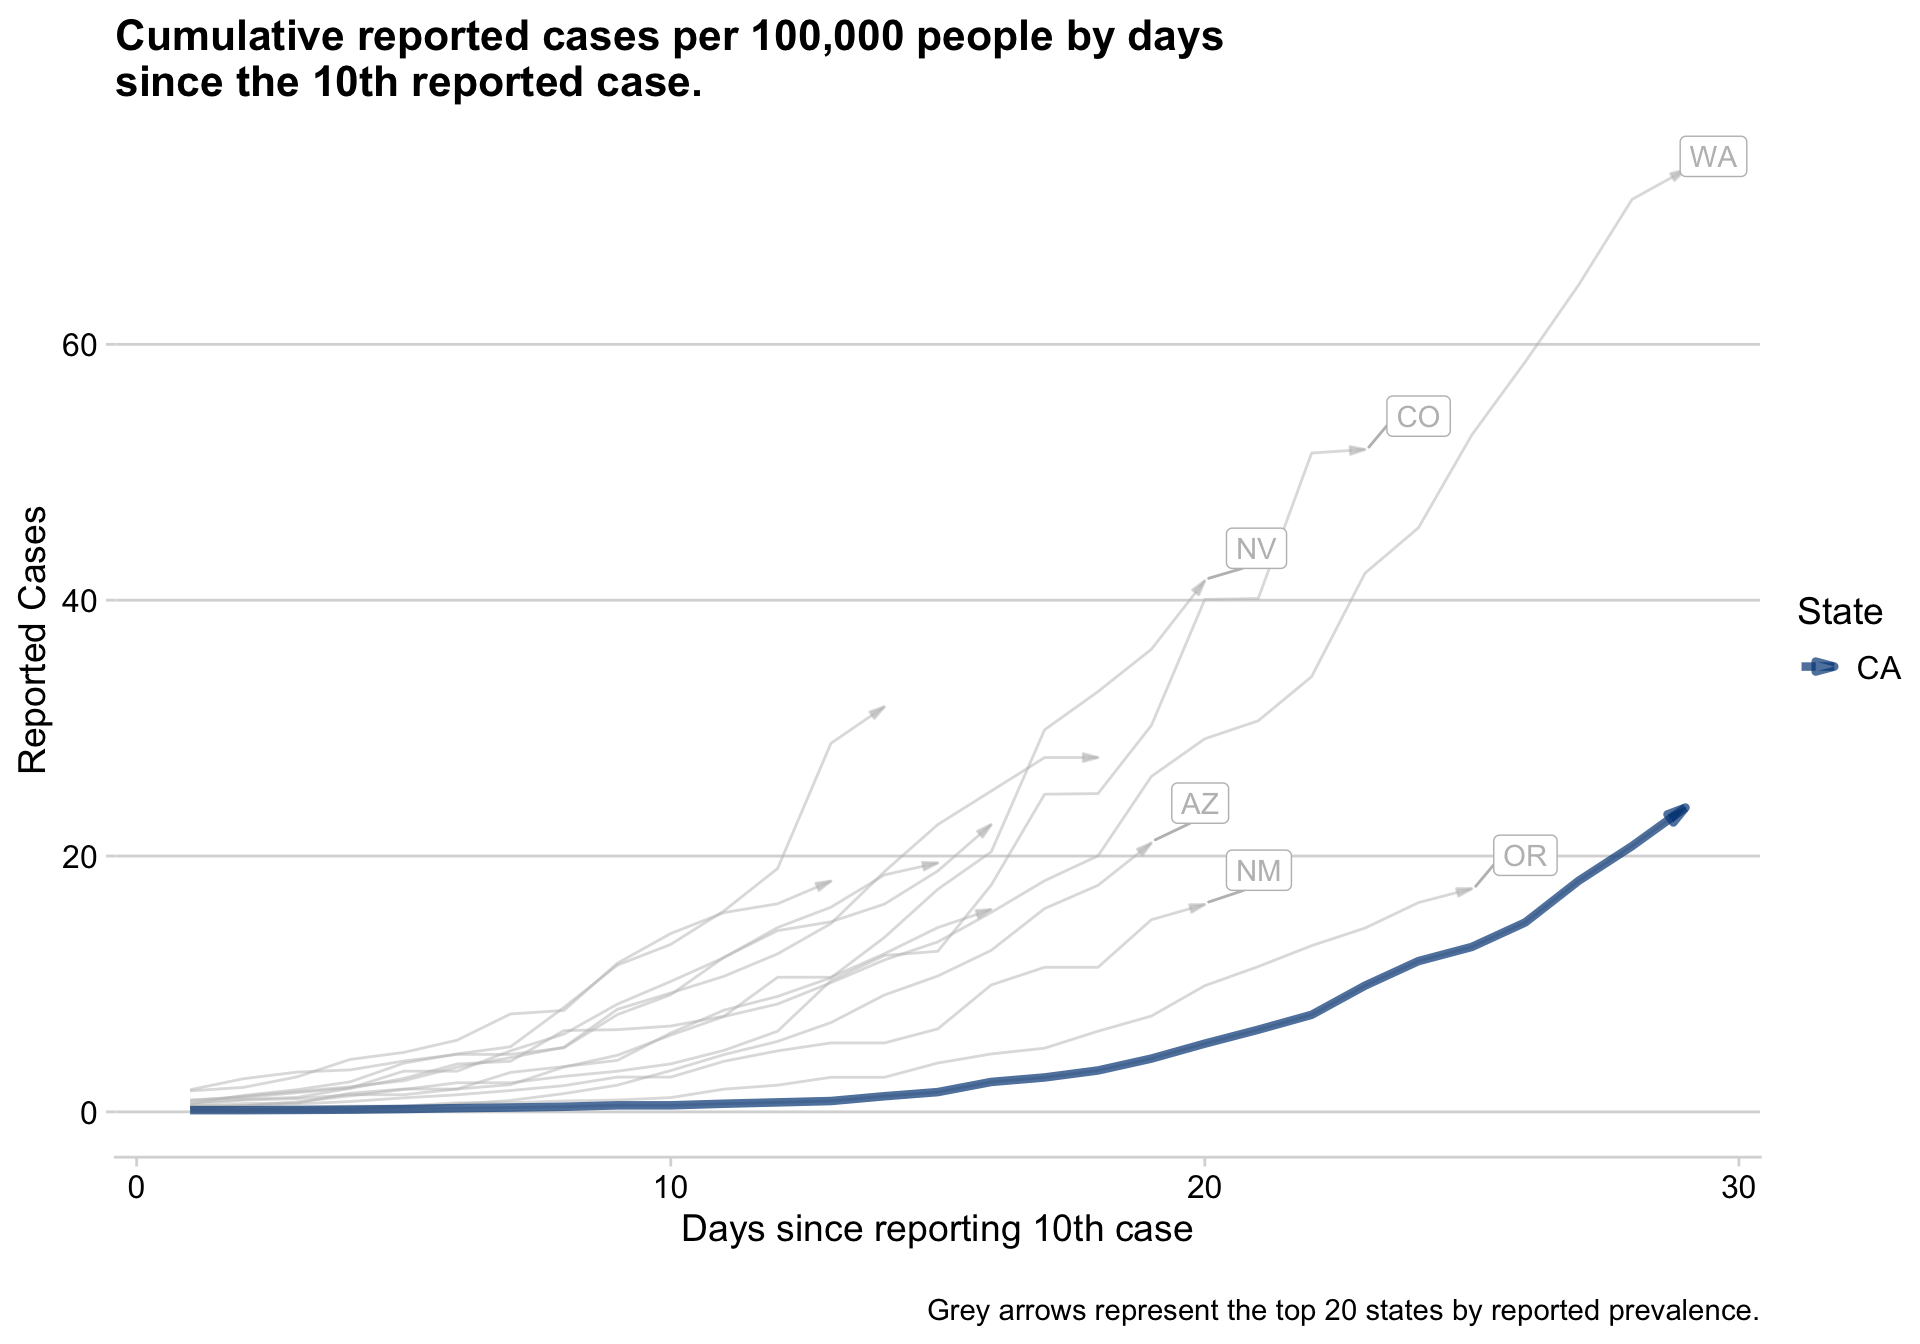 Cumulative reported cases per 100,000 people by days
since the 10th reported case.
WA
CO
NV
AZ
NM
OR
60
40
20
0
Reported Cases
State
CA
0 10 20 30
Days since reporting 10th case
Grey arrows represent the top 20 states by reported prevalence.